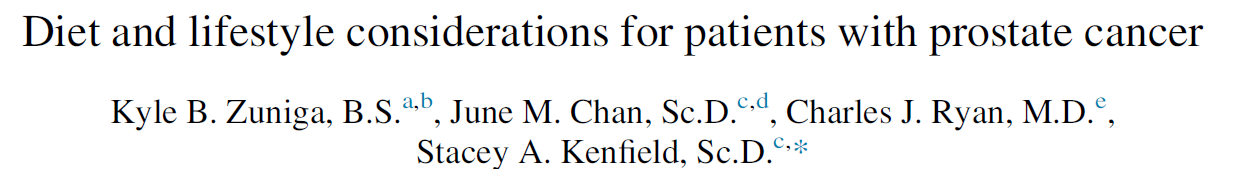 Diet and lifestyle considerations for patients with prostate cancer
Kyle B. Zuniga, B.S.a,b, June M. Chan, Sc.D.c,d, Charles J. Ryan, M.D.e,
Stacey A. Kenfield, Sc.D.c,*